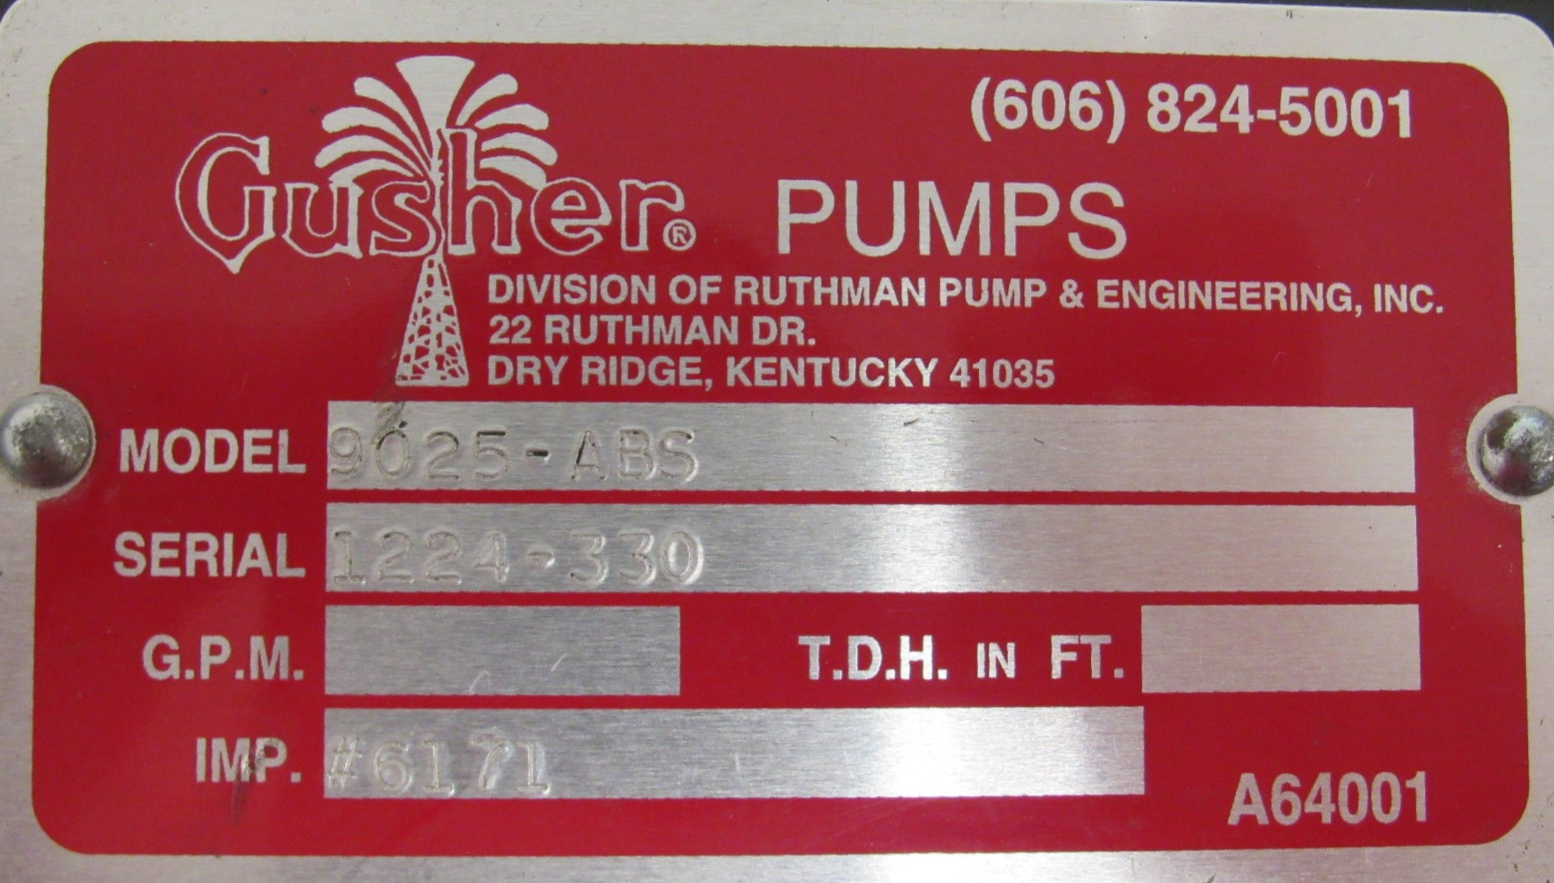 (606) 824-5001
Gusher® PUMPS
DIVISION OF RUTHMAN PUMP & ENGINEERING, INC.
22 RUTHMAN DR.
DRY RIDGE, KENTUCKY 41035
MODEL 9025-ABS
SERIAL 1224-330
G.P.M. T.D.H. IN FT.
IMP. #6171
A64001